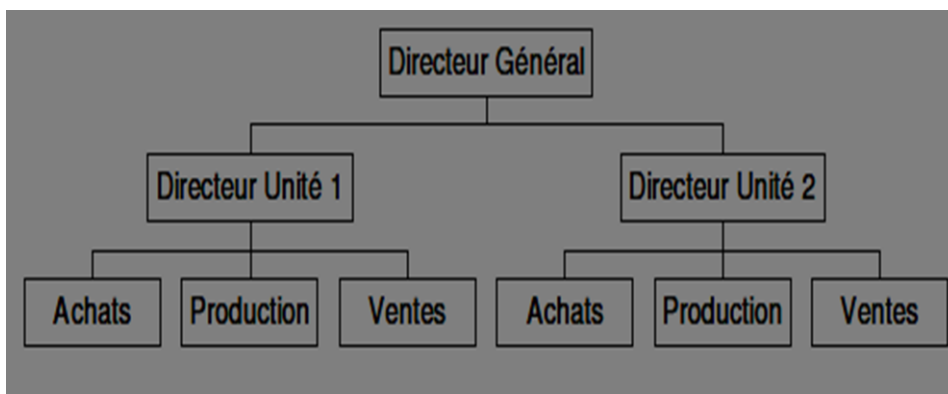 Directeur Général
Directeur Unité 1
Directeur Unité 2
Achats
Production
Ventes
Achats
Production
Ventes